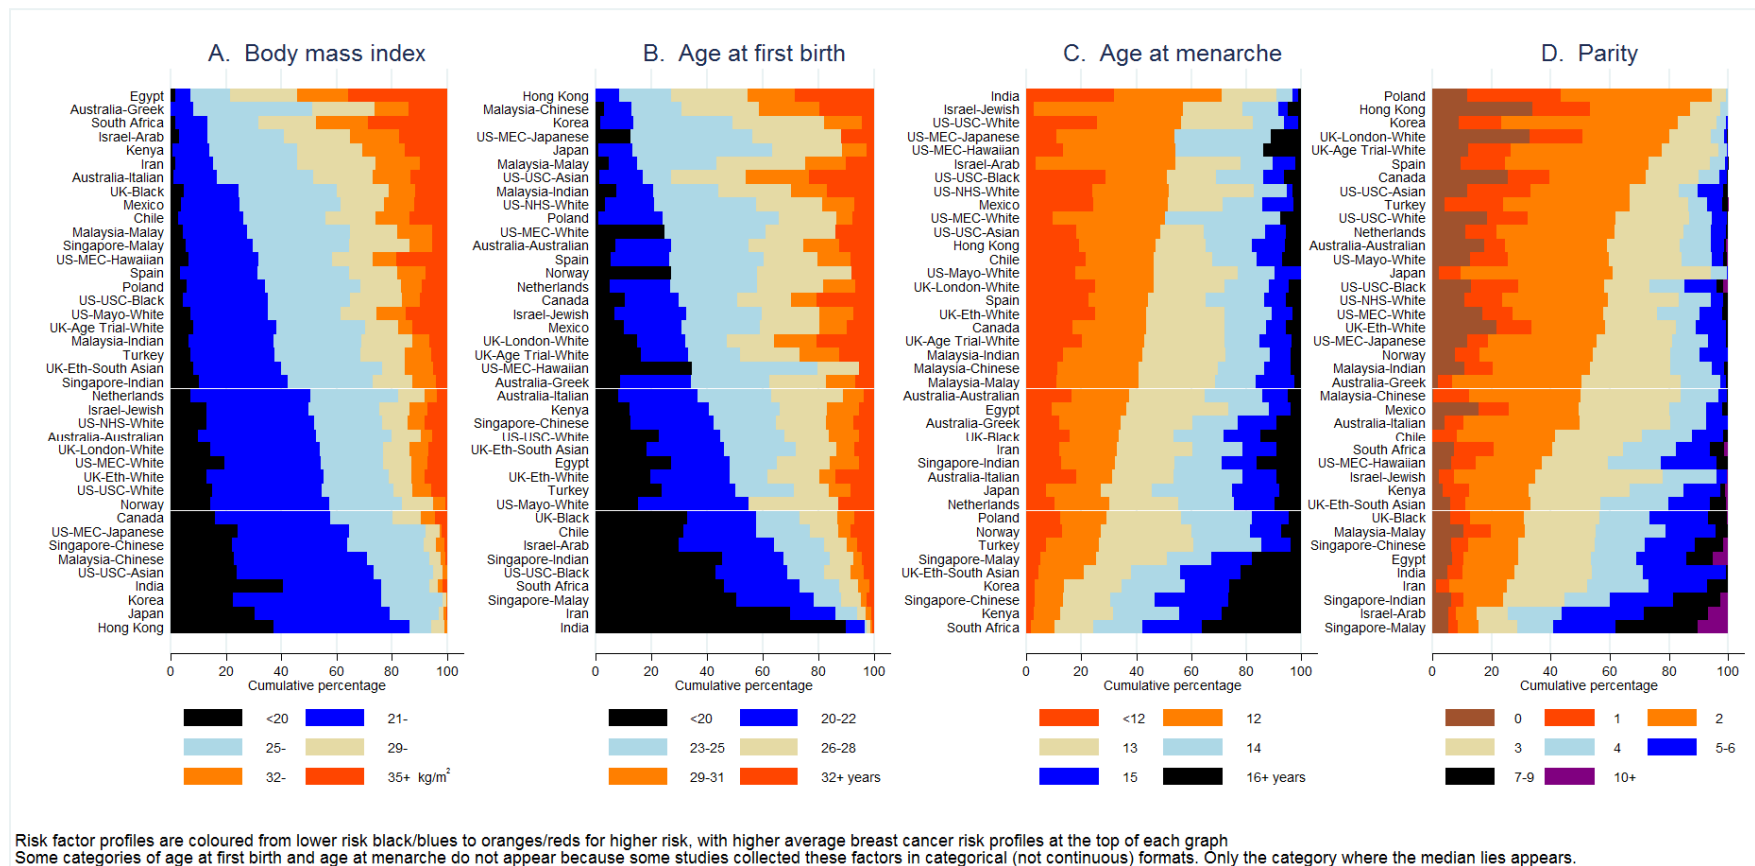 A. Body mass index
Egypt
Australia-Greek
South Africa
Israel-Arab
Kenya
Iran
Australia-Italian
UK-Black
Mexico
Chile
Malaysia-Malay
Singapore-Malay
US-MEC-Hawaiian
Spain
Poland
US-USC-Black
US-Mayo-White
UK-Age Trial-White
Malaysia-Indian
Turkey
UK-Eth-South Asian
Singapore-Indian
Netherlands
Israel-Jewish
US-NHS-White
Australia-Australian
UK-London-White
US-MEC-White
UK-Eth-White
US-USC-White
Norway
Canada
US-MEC-Japanese
Singapore-Chinese
Malaysia-Chinese
US-USC-Asian
India
Korea
Japan
Hong Kong
0 20 40 60 80 100
Cumulative percentage
<20 21-
25- 29-
32- 35+ kg/m²
B. Age at first birth
Hong Kong
Malaysia-Chinese
Korea
US-MEC-Japanese
Japan
Malaysia-Malay
US-USC-Asian
Malaysia-Indian
US-NHS-White
Poland
US-MEC-White
Australia-Australian
Spain
Norway
Netherlands
Canada
Israel-Jewish
Mexico
UK-London-White
UK-Age Trial-White
US-MEC-Hawaiian
Australia-Greek
Australia-Italian
Kenya
Singapore-Chinese
US-USC-White
UK-Eth-South Asian
Egypt
UK-Eth-White
Turkey
US-Mayo-White
UK-Black
Chile
Israel-Arab
Singapore-Indian
US-USC-Black
South Africa
Singapore-Malay
Iran
India
0 20 40 60 80 100
Cumulative percentage
<20 20-22
23-25 26-28
29-31 32+ years
C. Age at menarche
India
Israel-Jewish
US-USC-White
US-MEC-Japanese
US-MEC-Hawaiian
Israel-Arab
US-USC-Black
US-NHS-White
Mexico
US-MEC-White
US-USC-Asian
Hong Kong
Chile
US-Mayo-White
UK-London-White
Spain
UK-Eth-White
Canada
UK-Age Trial-White
Malaysia-Indian
Malaysia-Chinese
Malaysia-Malay
Australia-Australian
Egypt
Australia-Greek
UK-Black
Iran
Singapore-Indian
Australia-Italian
Japan
Netherlands
Poland
Norway
Turkey
Singapore-Malay
UK-Eth-South Asian
Korea
Singapore-Chinese
Kenya
South Africa
0 20 40 60 80 100
Cumulative percentage
<12 12
13 14
15 16+ years
D. Parity
Poland
Hong Kong
Korea
UK-London-White
UK-Age Trial-White
Spain
Canada
US-USC-Asian
Turkey
US-USC-White
Netherlands
Australia-Australian
US-Mayo-White
Japan
US-USC-Black
US-NHS-White
US-MEC-White
UK-Eth-White
US-MEC-Japanese
Norway
Malaysia-Indian
Australia-Greek
Malaysia-Chinese
Mexico
Australia-Italian
Chile
South Africa
US-MEC-Hawaiian
Israel-Jewish
Kenya
UK-Eth-South Asian
UK-Black
Malaysia-Malay
Singapore-Chinese
Egypt
India
Iran
Singapore-Indian
Israel-Arab
Singapore-Malay
0 20 40 60 80 100
Cumulative percentage
0 1 2
3 4 5-6
7-9 10+
Risk factor profiles are coloured from lower risk black/blues to oranges/reds for higher risk, with higher average breast cancer risk profiles at the top of each graph
Some categories of age at first birth and age at menarche do not appear because some studies collected these factors in categorical (not continuous) formats. Only the category where the median lies appears.